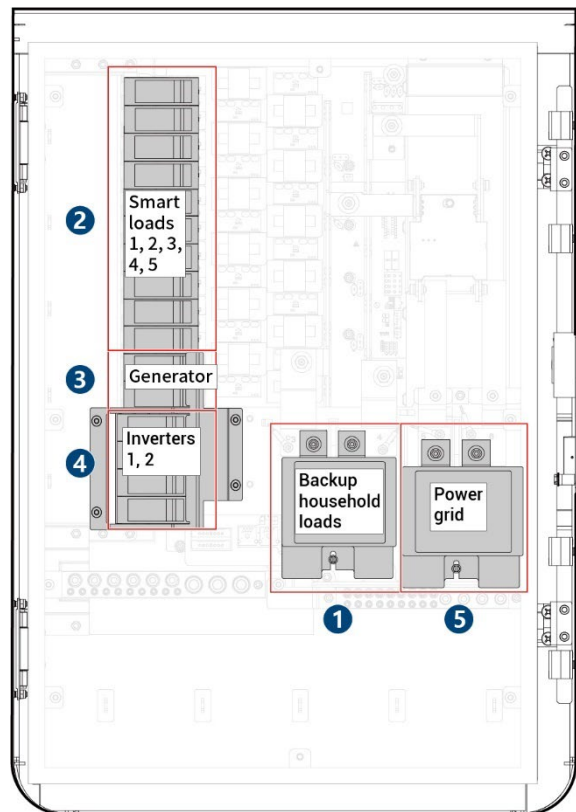 2
Smart
loads
1, 2, 3,
4, 5
3
Generator
4
Inverters
1, 2
Backup
household
loads
Power
grid
1
5